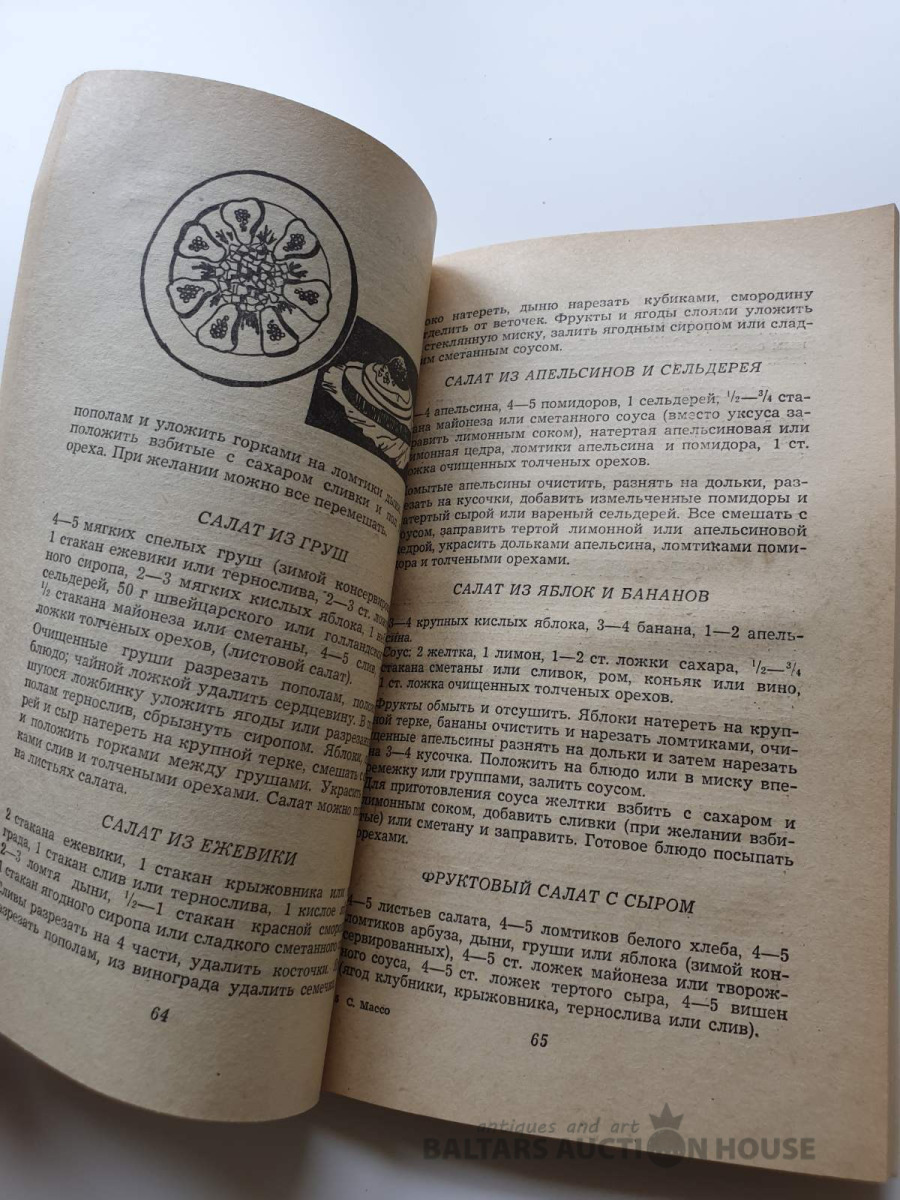 пополам и уложить горками на ломтики дыни,
положить взбитые с сахаром сливки и
ореха. При желании можно все перемешать.
САЛАТ ИЗ ГРУШ
4—5 мягких спелых груш (зимой
1 стакан ежевики или тернослива, 2—3 ст.
ного сиропа, 2—3 мягких кислых яблока, 1
сельдерей, 50 г швейцарского или
½ стакана майонеза или сметаны, 4—5 слив,
ложки толченых орехов, (листовой салат).
Очищенные груши разрезать пополам,
блюдо; чайной ложкой удалить сердцевину. В
шуюся ложбинку уложить ягоды или
полам тернослив, сбрызнуть сиропом. Яблоки,
рей и сыр натереть на крупной терке, смешать с
и положить горками между грушами.
ками слив и толчеными орехами. Салат можно
на листьях салата.
САЛАТ ИЗ ЕЖЕВИКИ
2 стакана ежевики, 1 стакан крыжовника или
града, 1 стакан слив или тернослива, 1 кислое
2—3 ломтя дыни, ½—1 стакан красной
1 стакан ягодного сиропа или сладкого сметанного
Сливы разрезать на 4 части, удалить косточки.
разрезать пополам, из винограда удалить
64
натереть, дыню нарезать кубиками, смородину
от веточек. Фрукты и ягоды слоями уложить
стеклянную миску, залить ягодным сиропом или слад-
сметанным соусом.
САЛАТ ИЗ АПЕЛЬСИНОВ И СЕЛЬДЕРЕЯ
4 апельсина, 4—5 помидоров, 1 сельдерей; ½—¾ ста-
майонеза или сметанного соуса (вместо уксуса за-
лимонным соком), натертая апельсиновая или
цедра, ломтики апельсина и помидора, 1 ст.
очищенных толченых орехов.
апельсины очистить, разнять на дольки, раз-
на кусочки, добавить измельченные помидоры и
сырой или вареный сельдерей. Все смешать с
заправить тертой лимонной или апельсиновой
украсить дольками апельсина, ломтиками поми-
и толчеными орехами.
САЛАТ ИЗ ЯБЛОК И БАНАНОВ
3—4 крупных кислых яблока, 3—4 банана, 1—2 апель-
сина.
Соус: 2 желтка, 1 лимон, 1—2 ст. ложки сахара, ½—¾
стакана сметаны или сливок, ром, коньяк или вино,
1 ст. ложка очищенных толченых орехов.
Фрукты обмыть и отсушить. Яблоки натереть на круп-
ной терке, бананы очистить и нарезать ломтиками, очи-
щенные апельсины разнять на дольки и затем нарезать
на 3—4 кусочка. Положить на блюдо или в миску впе-
ремежку или группами, залить соусом.
Для приготовления соуса желтки взбить с сахаром и
лимонным соком, добавить сливки (при желании взби-
тые) или сметану и заправить. Готовое блюдо посыпать
орехами.
ФРУКТОВЫЙ САЛАТ С СЫРОМ
4—5 листьев салата, 4—5 ломтиков белого хлеба, 4—5
ломтиков арбуза, дыни, груши или яблока (зимой кон-
сервированных), 4—5 ст. ложек майонеза или творож-
ного соуса, 4—5 ст. ложек тертого сыра, 4—5 вишен
(ягод клубники, крыжовника, тернослива или слив).
С. Массо
65
antiques and art
BALTARS AUCTION HOUSE